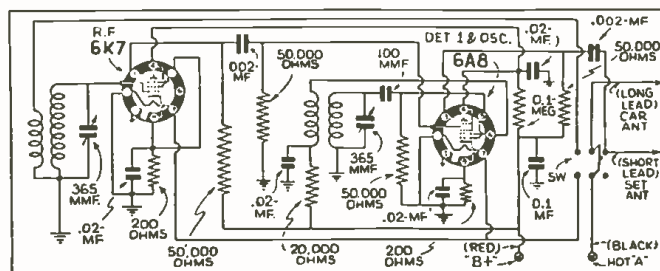 R.F
6K7
.002-MF
50,000 OHMS
DET 1 & OSC.
6A8
100 MMF
.02-MF.
.002-MF
50,000 OHMS
(LONG LEAD) CAR ANT
0.1-MEG
365 MMF.
.02-MF.
200 OHMS
50,000 OHMS
.02-MF.
20,000 OHMS
365 MMF
50,000 OHMS
.02-MF
200 OHMS
0.1 MF
SW
(SHORT LEAD) SET ANT
(RED) "B+"
(BLACK) HOT "A"